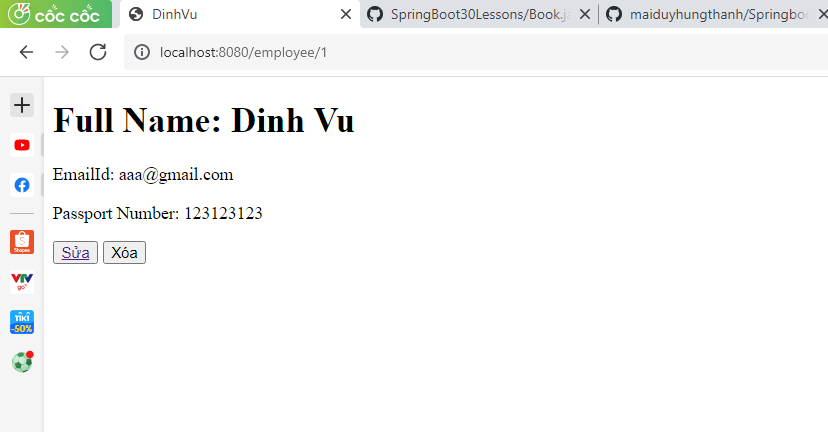 cốc cốc
DinhVu
SpringBoot30Lessons/Book.ja
maiduyhungthanh/Springboo
localhost:8080/employee/1
Full Name: Dinh Vu
EmailId: aaa@gmail.com
Passport Number: 123123123
Sửa
Xóa
Shopee
VTV
go
TIKI
-50%